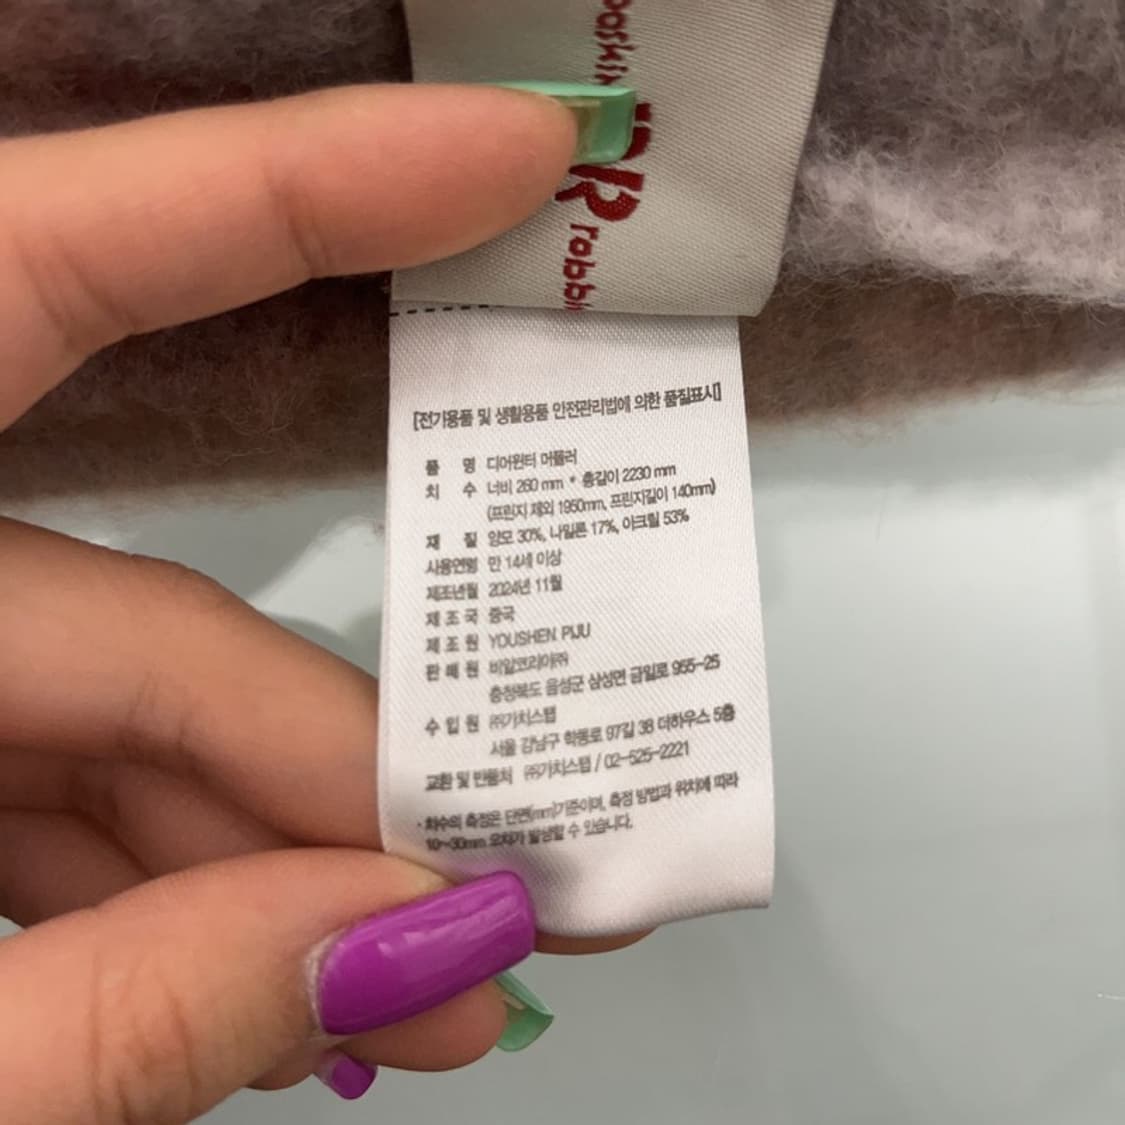 R
rabbi
[전기용품 및 생활용품 안전관리법에 의한 품질표시]
품 명 디어윈터 머플러
치 수 너비 260 mm * 총길이 2230 mm
(프린지 제외 1950mm, 프린지길이 140mm)
재 질 양모 30%, 나일론 17%, 아크릴 53%
사용연령 만 14세 이상
제조년월 2024년 11월
제 조 국 중국
제 조 원 YOUSHEN PIJU
판 매 원 비알코리아㈜
충청북도 음성군 삼성면 금일로 955-25
수 입 원 ㈜가치스탭
서울 강남구 학동로 97길 38 더하우스 5층
교환 및 반품처 ㈜가치스탭 / 02-525-2221
· 치수의 측정은 단면(mm)기준이며, 측정 방법과 위치에 따라
10~30mm 오차가 발생할 수 있습니다.